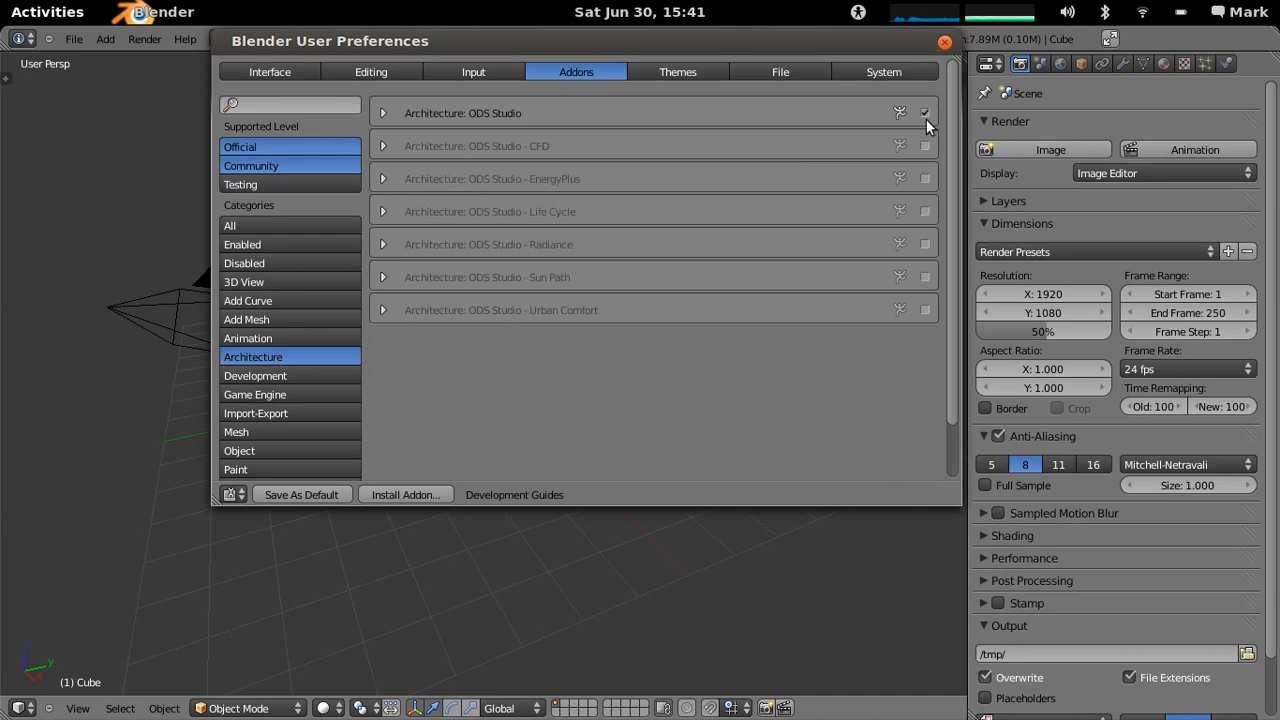 Activities Blender Sat Jun 30, 15:41 Mark
File Add Render Help
:7.89M (0.10M) | Cube
User Persp
Blender User Preferences
Interface Editing Input Addons Themes File System
Supported Level
Official
Community
Testing
Categories
All
Enabled
Disabled
3D View
Add Curve
Add Mesh
Animation
Architecture
Development
Game Engine
Import-Export
Mesh
Object
Paint
Architecture: ODS Studio
Architecture: ODS Studio - CFD
Architecture: ODS Studio - EnergyPlus
Architecture: ODS Studio - Life Cycle
Architecture: ODS Studio - Radiance
Architecture: ODS Studio - Sun Path
Architecture: ODS Studio - Urban Comfort
Save As Default Install Addon... Development Guides
Scene
Render
Image Animation
Display: Image Editor
Layers
Dimensions
Render Presets
Resolution: Frame Range:
X: 1920 Start Frame: 1
Y: 1080 End Frame: 250
50% Frame Step: 1
Aspect Ratio: Frame Rate:
X: 1.000 24 fps
Y: 1.000 Time Remapping:
Border Crop Old: 100 New: 100
Anti-Aliasing
5 8 11 16 Mitchell-Netravali
Full Sample Size: 1.000
Sampled Motion Blur
Shading
Performance
Post Processing
Stamp
Output
/tmp/
Overwrite File Extensions
Placeholders
z
y
(1) Cube
View Select Object Object Mode Global